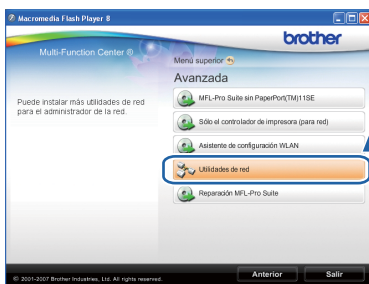 Macromedia Flash Player 8
brother
Multi-Function Center ®
Menú superior
Avanzada
Puede instalar más utilidades de red
para el administrador de la red.
MFL-Pro Suite sin PaperPort(TM)11SE
Sólo el controlador de impresora (para red)
Asistente de configuración WLAN
Utilidades de red
Reparación MFL-Pro Suite
© 2001-2007 Brother Industries, Ltd. All rights reserved.
Anterior
Salir